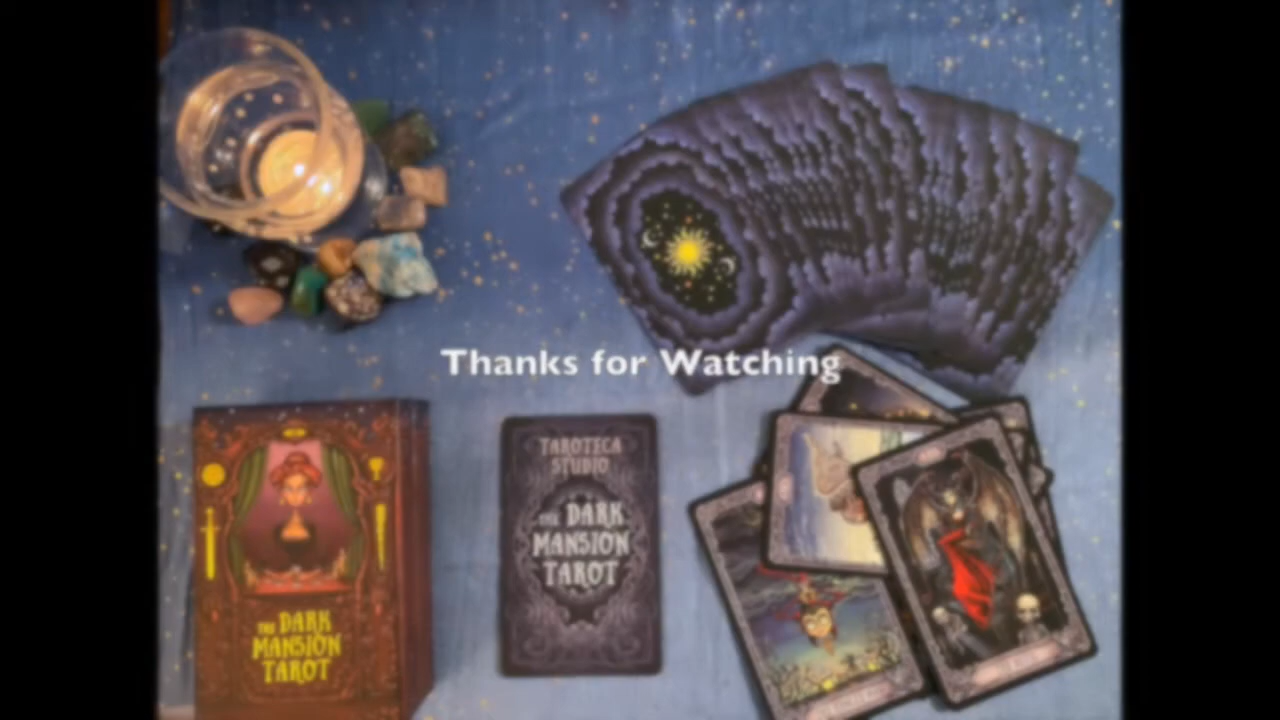 Thanks for Watching
TAROTECA
STUDIO
THE DARK
MANSION
TAROT
THE DARK
MANSION
TAROT